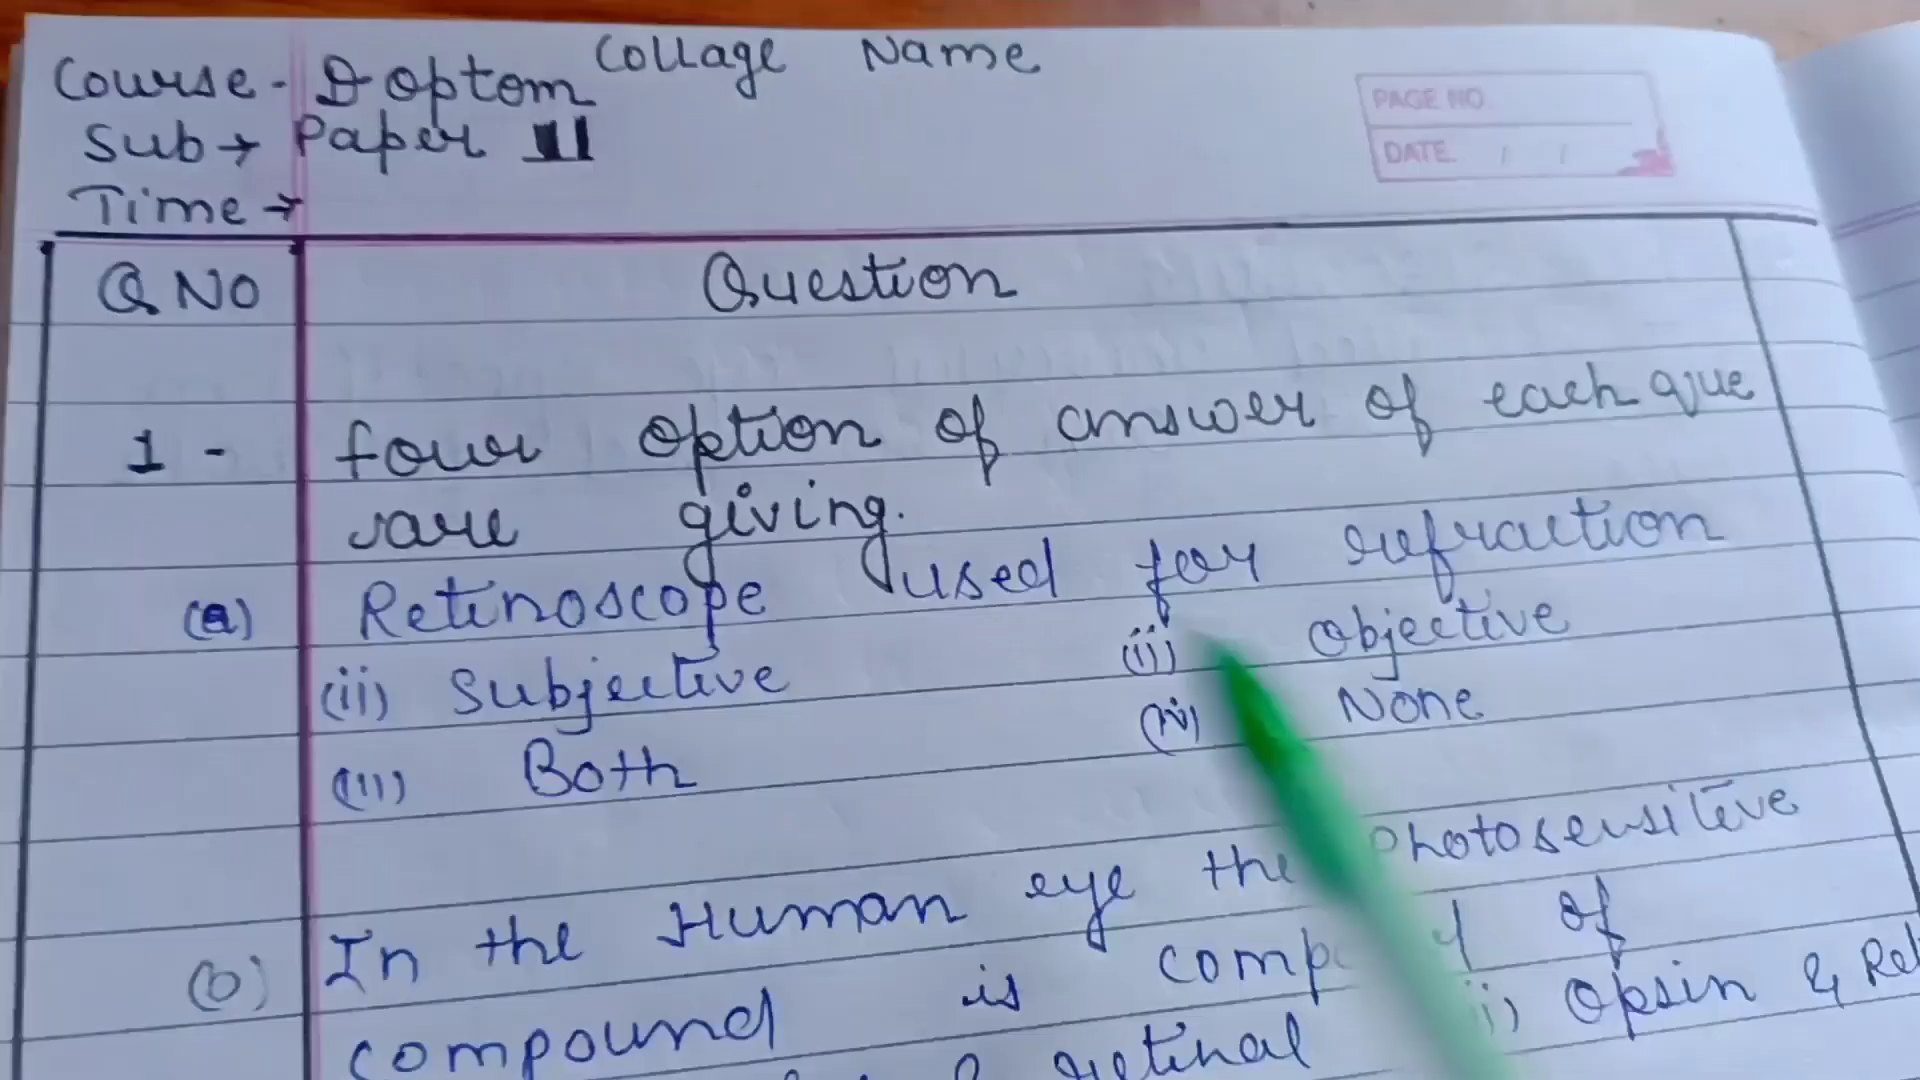 Collage Name
Course - D optom
Sub → Paper II
Time →
PAGE NO.
DATE / /
Q NO Question
1 - four option of answer of each que
are giving.
(a) Retinoscope used for refraction
(ii) Subjective (ii) Objective
(iii) Both (iv) None
(b) In the Human eye the Photosensitive
compound is of
retinal (ii) Opsin &